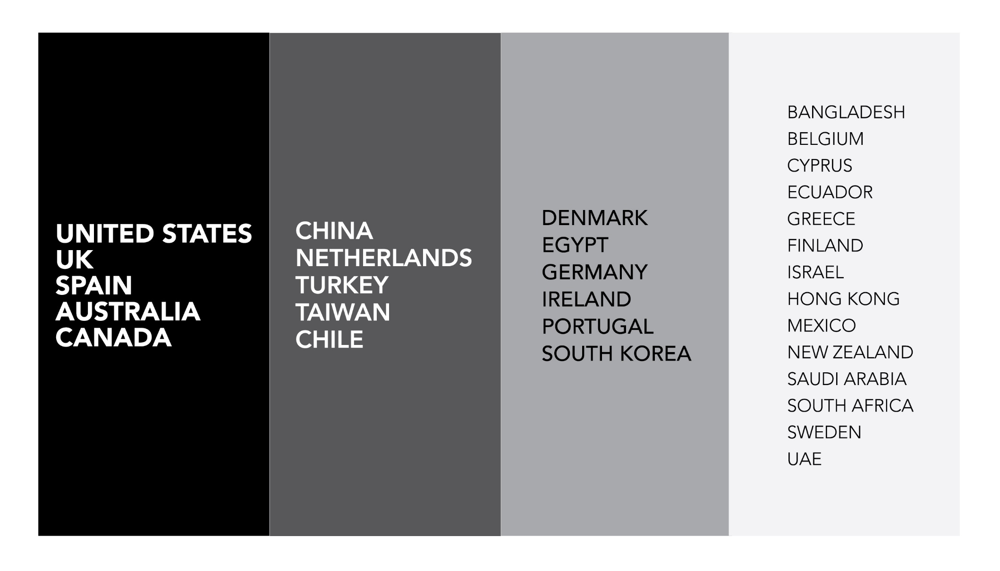 UNITED STATES
UK
SPAIN
AUSTRALIA
CANADA
CHINA
NETHERLANDS
TURKEY
TAIWAN
CHILE
DENMARK
EGYPT
GERMANY
IRELAND
PORTUGAL
SOUTH KOREA
BANGLADESH
BELGIUM
CYPRUS
ECUADOR
GREECE
FINLAND
ISRAEL
HONG KONG
MEXICO
NEW ZEALAND
SAUDI ARABIA
SOUTH AFRICA
SWEDEN
UAE